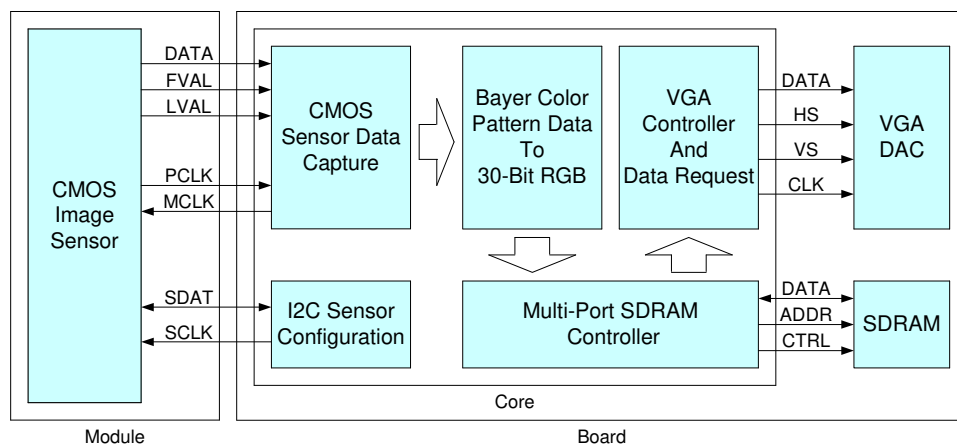 CMOS
Image
Sensor
DATA
FVAL
LVAL
PCLK
MCLK
SDAT
SCLK
CMOS
Sensor Data
Capture
I2C Sensor
Configuration
Bayer Color
Pattern Data
To
30-Bit RGB
VGA
Controller
And
Data Request
Multi-Port SDRAM
Controller
DATA
HS
VS
CLK
VGA
DAC
DATA
ADDR
CTRL
SDRAM
Core
Module
Board